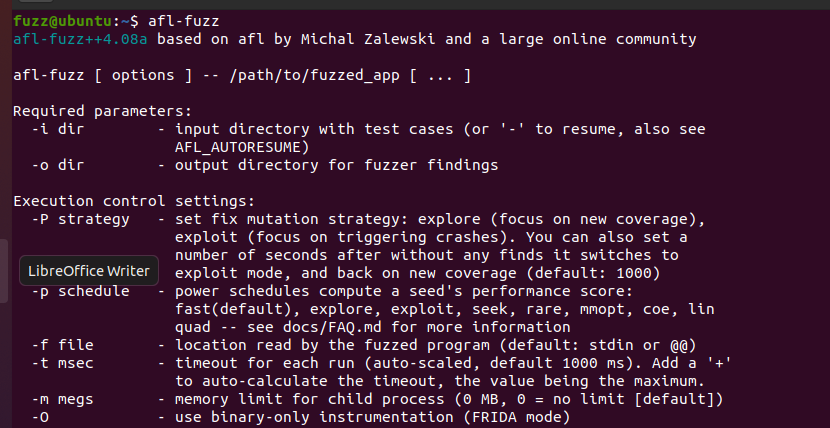 fuzz@ubuntu:~$ afl-fuzz
afl-fuzz++4.08a based on afl by Michal Zalewski and a large online community
afl-fuzz [ options ] -- /path/to/fuzzed_app [ ... ]
Required parameters:
-i dir - input directory with test cases (or '-' to resume, also see
AFL_AUTORESUME)
-o dir - output directory for fuzzer findings
Execution control settings:
-P strategy - set fix mutation strategy: explore (focus on new coverage),
exploit (focus on triggering crashes). You can also set a
number of seconds after without any finds it switches to
LibreOffice Writer
exploit mode, and back on new coverage (default: 1000)
-p schedule - power schedules compute a seed's performance score:
fast(default), explore, exploit, seek, rare, mmopt, coe, lin
quad -- see docs/FAQ.md for more information
-f file - location read by the fuzzed program (default: stdin or @@)
-t msec - timeout for each run (auto-scaled, default 1000 ms). Add a '+'
to auto-calculate the timeout, the value being the maximum.
-m megs - memory limit for child process (0 MB, 0 = no limit [default])
-O - use binary-only instrumentation (FRIDA mode)